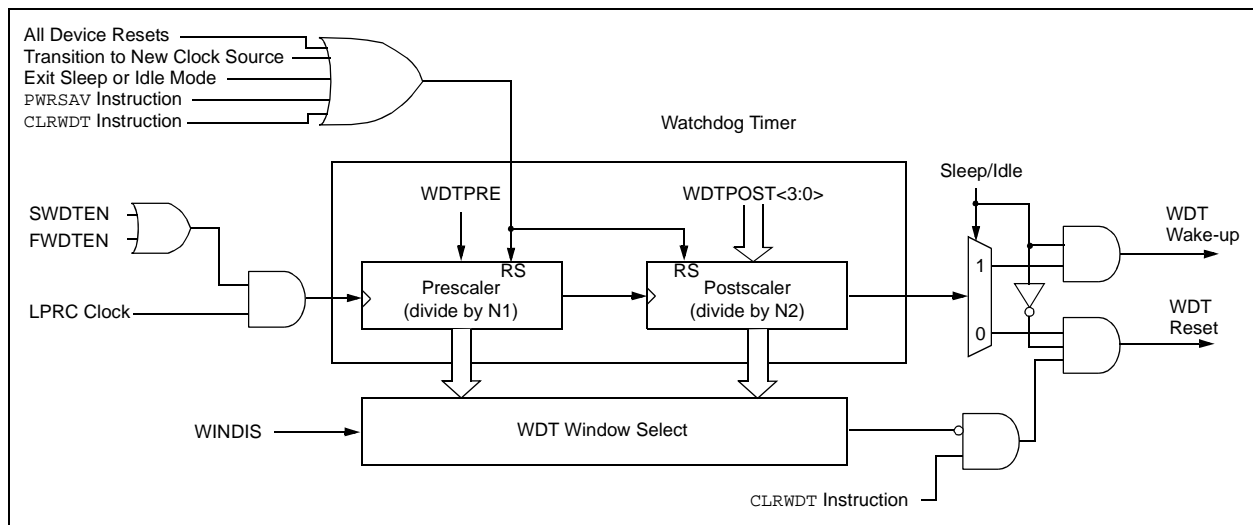 All Device Resets
Transition to New Clock Source
Exit Sleep or Idle Mode
PWRSAV Instruction
CLRWDT Instruction
Watchdog Timer
Sleep/Idle
WDTPRE
WDTPOST<3:0>
SWDTEN
FWDTEN
WDT
Wake-up
RS
RS
1
Prescaler
(divide by N1)
Postscaler
(divide by N2)
LPRC Clock
0
WDT
Reset
WINDIS
WDT Window Select
CLRWDT Instruction